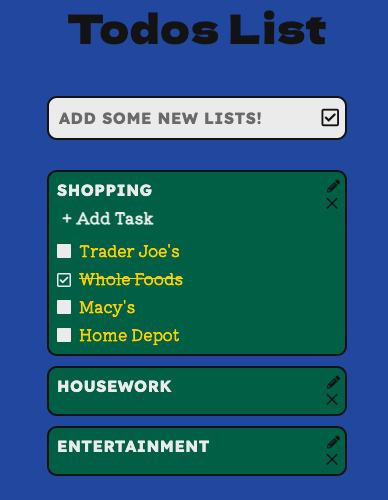 Todos List
ADD SOME NEW LISTS!
SHOPPING
+ Add Task
Trader Joe's
Whole Foods
Macy's
Home Depot
HOUSEWORK
ENTERTAINMENT